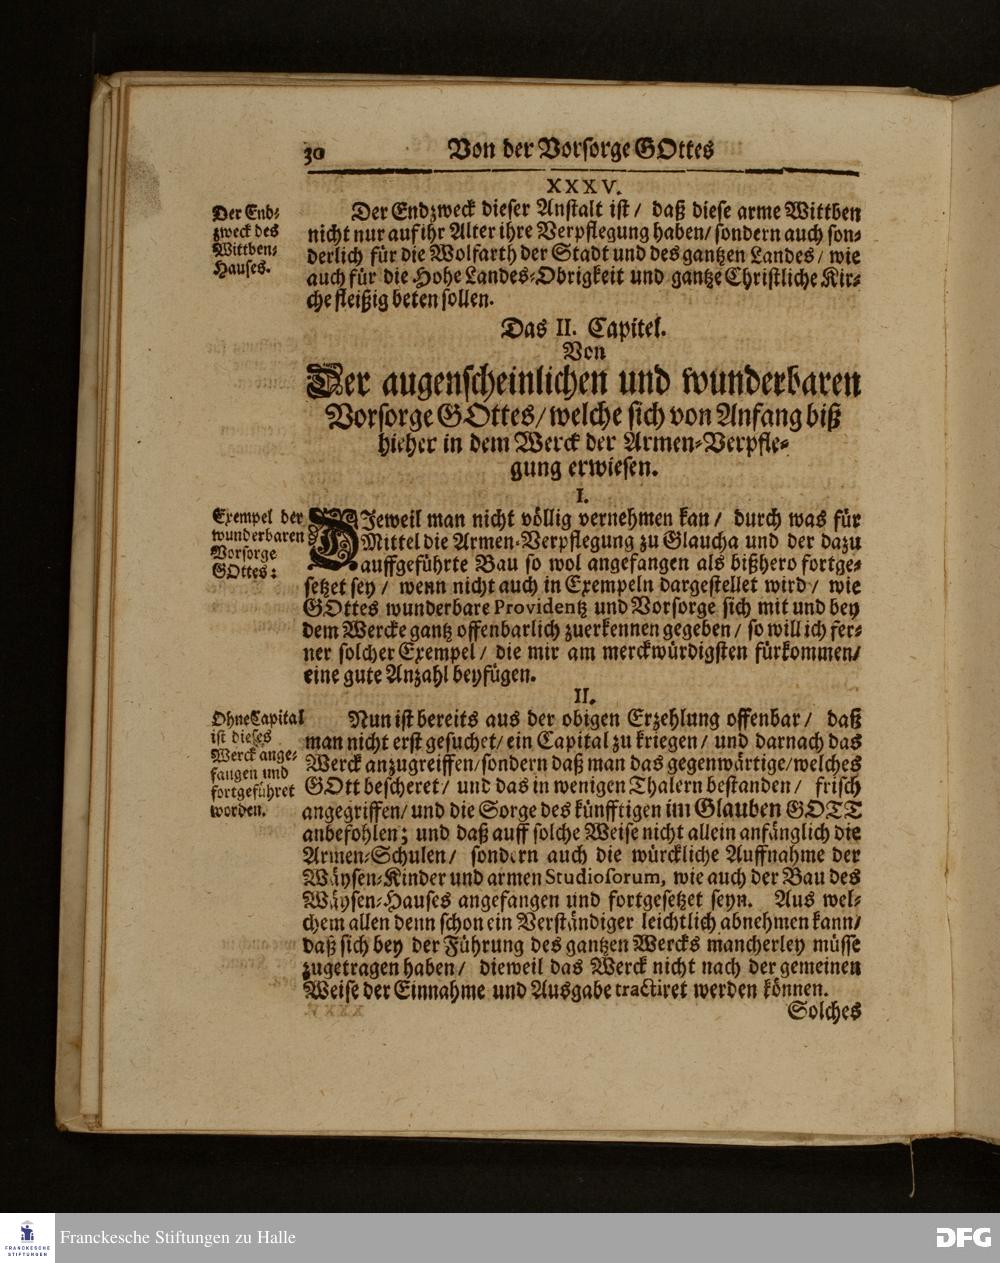 30 Von der Vorsorge GOttes
XXXV.
Der End-
zweck des
Wittben-
Hauses.
Der Endzweck dieser Anstalt ist / daß diese arme Wittben
nicht nur auf ihr Alter ihre Verpflegung haben/ sondern auch son-
derlich für die Wolfarth der Stadt und des gantzen Landes/ wie
auch für die Hohe Landes-Obrigkeit und gantze Christliche Kir-
che fleißig beten sollen.
Das II. Capitel.
Von
Der augenscheinlichen und wunderbaren
Vorsorge GOttes/ welche sich von Anfang biß
hieher in dem Werck der Armen-Verpfle-
gung erwiesen.
I.
Exempel der
wunderbaren
Vorsorge
GOttes:
DIeweil man nicht völlig vernehmen kan/ durch was für
Mittel die Armen-Verpflegung zu Glaucha und der dazu
auffgeführte Bau so wol angefangen als bißhero fortge-
setzet sey / wenn nicht auch in Exempeln dargestellet wird/ wie
GOttes wunderbare Providentz und Vorsorge sich mit und bey
dem Wercke gantz offenbarlich zuerkennen gegeben/ so will ich fer-
ner solcher Exempel/ die mir am merckwürdigsten fürkommen/
eine gute Anzahl beyfügen.
II.
Ohne Capital
ist dieses
Werck ange-
fangen und
fortgeführet
worden.
Nun ist bereits aus der obigen Erzehlung offenbar/ daß
man nicht erst gesuchet/ ein Capital zu kriegen/ und darnach das
Werck anzugreiffen/ sondern daß man das gegenwärtige/ welches
GOtt bescheret/ und das in wenigen Thalern bestanden/ frisch
angegriffen/ und die Sorge des künfftigen im Glauben GOTT
anbefohlen; und daß auff solche Weise nicht allein anfänglich die
Armen-Schulen/ sondern auch die würckliche Auffnahme der
Wäysen-Kinder und armen Studiosorum, wie auch der Bau des
Wäysen-Hauses angefangen und fortgesetzet seyn. Aus wel-
chem allen denn schon ein Verständiger leichtlich abnehmen kann/
daß sich bey der Führung des gantzen Wercks mancherley müsse
zugetragen haben/ dieweil das Werck nicht nach der gemeinen
Weise der Einnahme und Ausgabe tractiret werden können.
Solches
FRANCKESCHE
STIFTUNGEN
Franckesche Stiftungen zu Halle
DFG